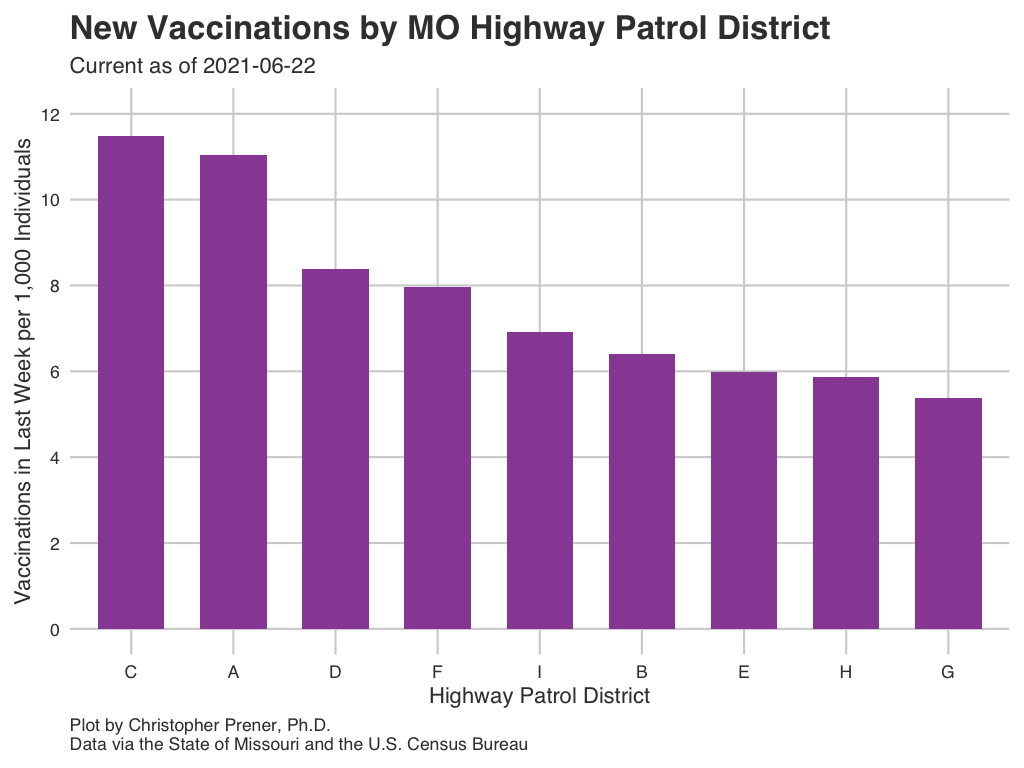 New Vaccinations by MO Highway Patrol District
Current as of 2021-06-22
Vaccinations in Last Week per 1,000 Individuals
12
10
8
6
4
2
0
C A D F I B E H G
Highway Patrol District
Plot by Christopher Prener, Ph.D.
Data via the State of Missouri and the U.S. Census Bureau